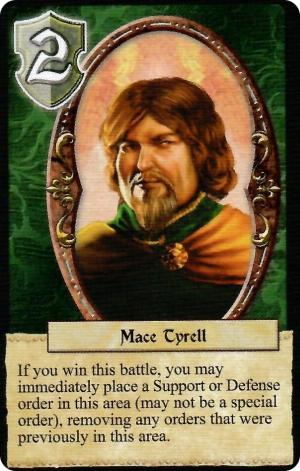 2
Mace Tyrell
If you win this battle, you may
immediately place a Support or Defense
order in this area (may not be a special
order), removing any orders that were
previously in this area.